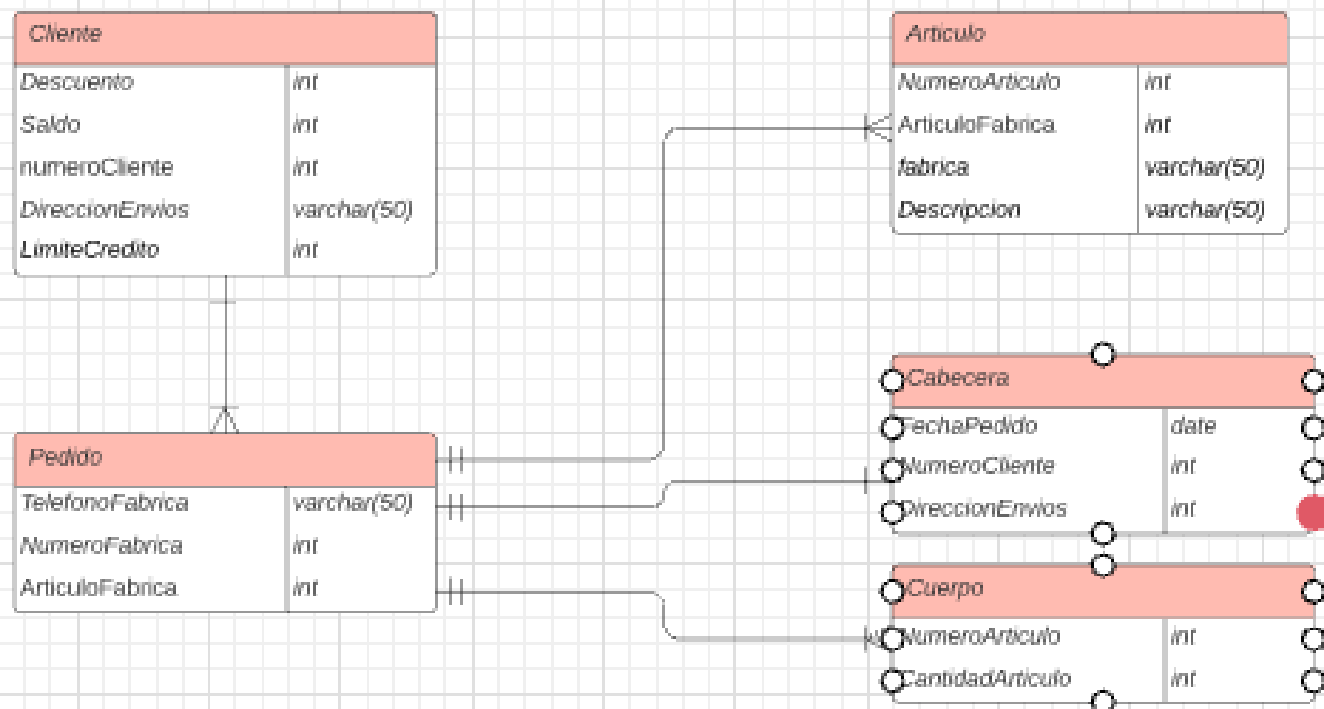 Cliente
Descuento int
Saldo int
numeroCliente int
DireccionEnvios varchar(50)
LimiteCredito int
Articulo
NumeroArticulo int
ArticuloFabrica int
fabrica varchar(50)
Descripcion varchar(50)
Pedido
TelefonoFabrica varchar(50)
NumeroFabrica int
ArticuloFabrica int
Cabecera
FechaPedido date
NumeroCliente int
DireccionEnvios int
Cuerpo
NumeroArticulo int
CantidadArticulo int